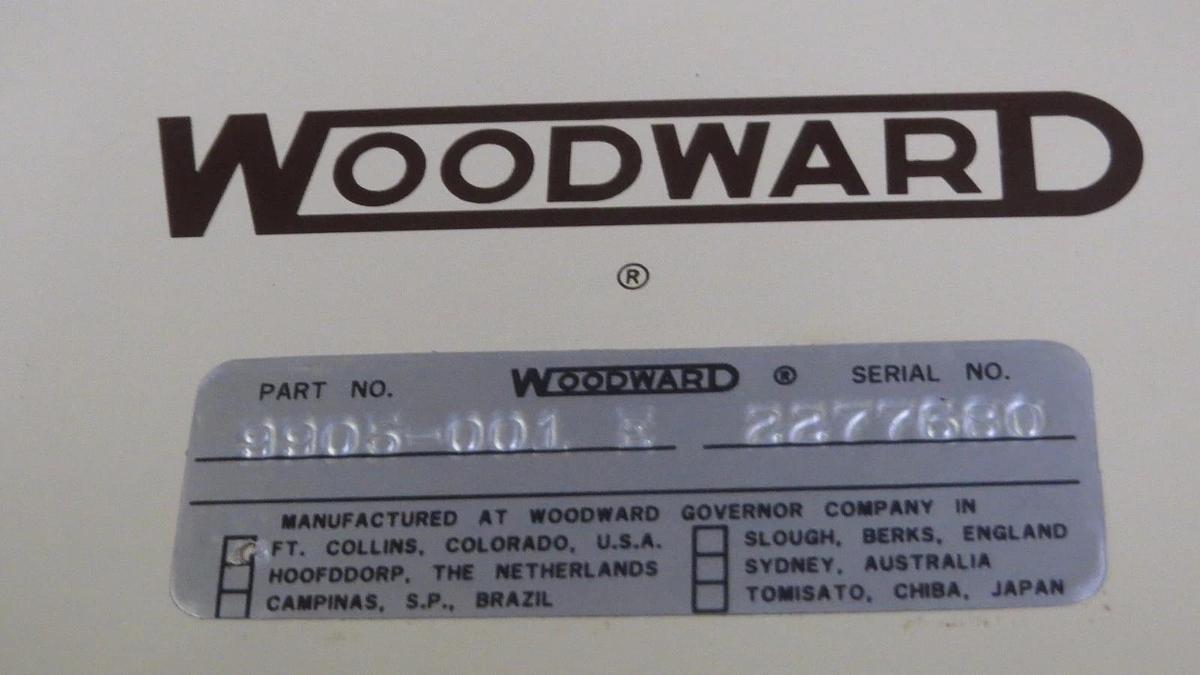 WOODWARD
®
PART NO. WOODWARD ® SERIAL NO.
9905-001 2277680
MANUFACTURED AT WOODWARD GOVERNOR COMPANY IN
FT. COLLINS, COLORADO, U.S.A. SLOUGH, BERKS, ENGLAND
HOOFDDORP, THE NETHERLANDS SYDNEY, AUSTRALIA
CAMPINAS, S.P., BRAZIL TOMISATO, CHIBA, JAPAN